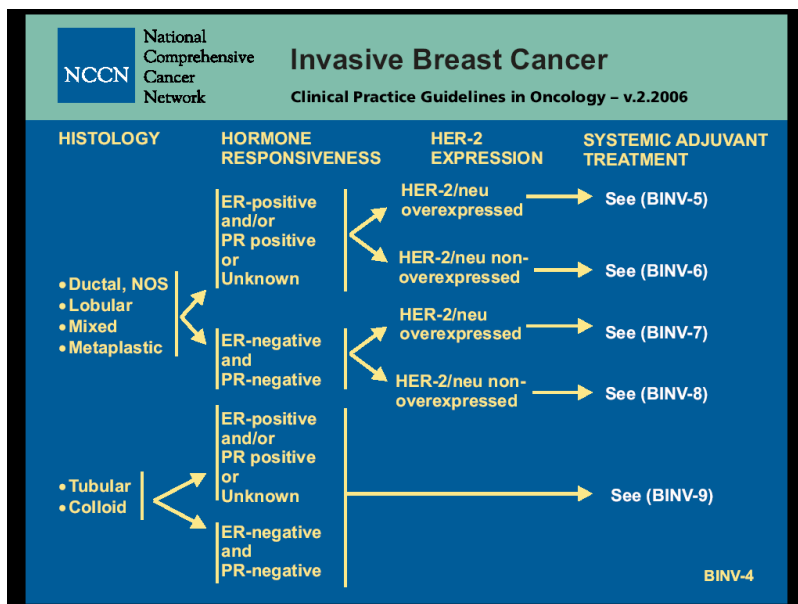 NCCN
National
Comprehensive
Cancer
Network
Invasive Breast Cancer
Clinical Practice Guidelines in Oncology – v.2.2006
HISTOLOGY
HORMONE
RESPONSIVENESS
HER-2
EXPRESSION
SYSTEMIC ADJUVANT
TREATMENT
• Ductal, NOS
• Lobular
• Mixed
• Metaplastic
ER-positive
and/or
PR positive
or
Unknown
HER-2/neu
overexpressed
See (BINV-5)
HER-2/neu non-
overexpressed
See (BINV-6)
ER-negative
and
PR-negative
HER-2/neu
overexpressed
See (BINV-7)
HER-2/neu non-
overexpressed
See (BINV-8)
• Tubular
• Colloid
ER-positive
and/or
PR positive
or
Unknown
ER-negative
and
PR-negative
See (BINV-9)
BINV-4